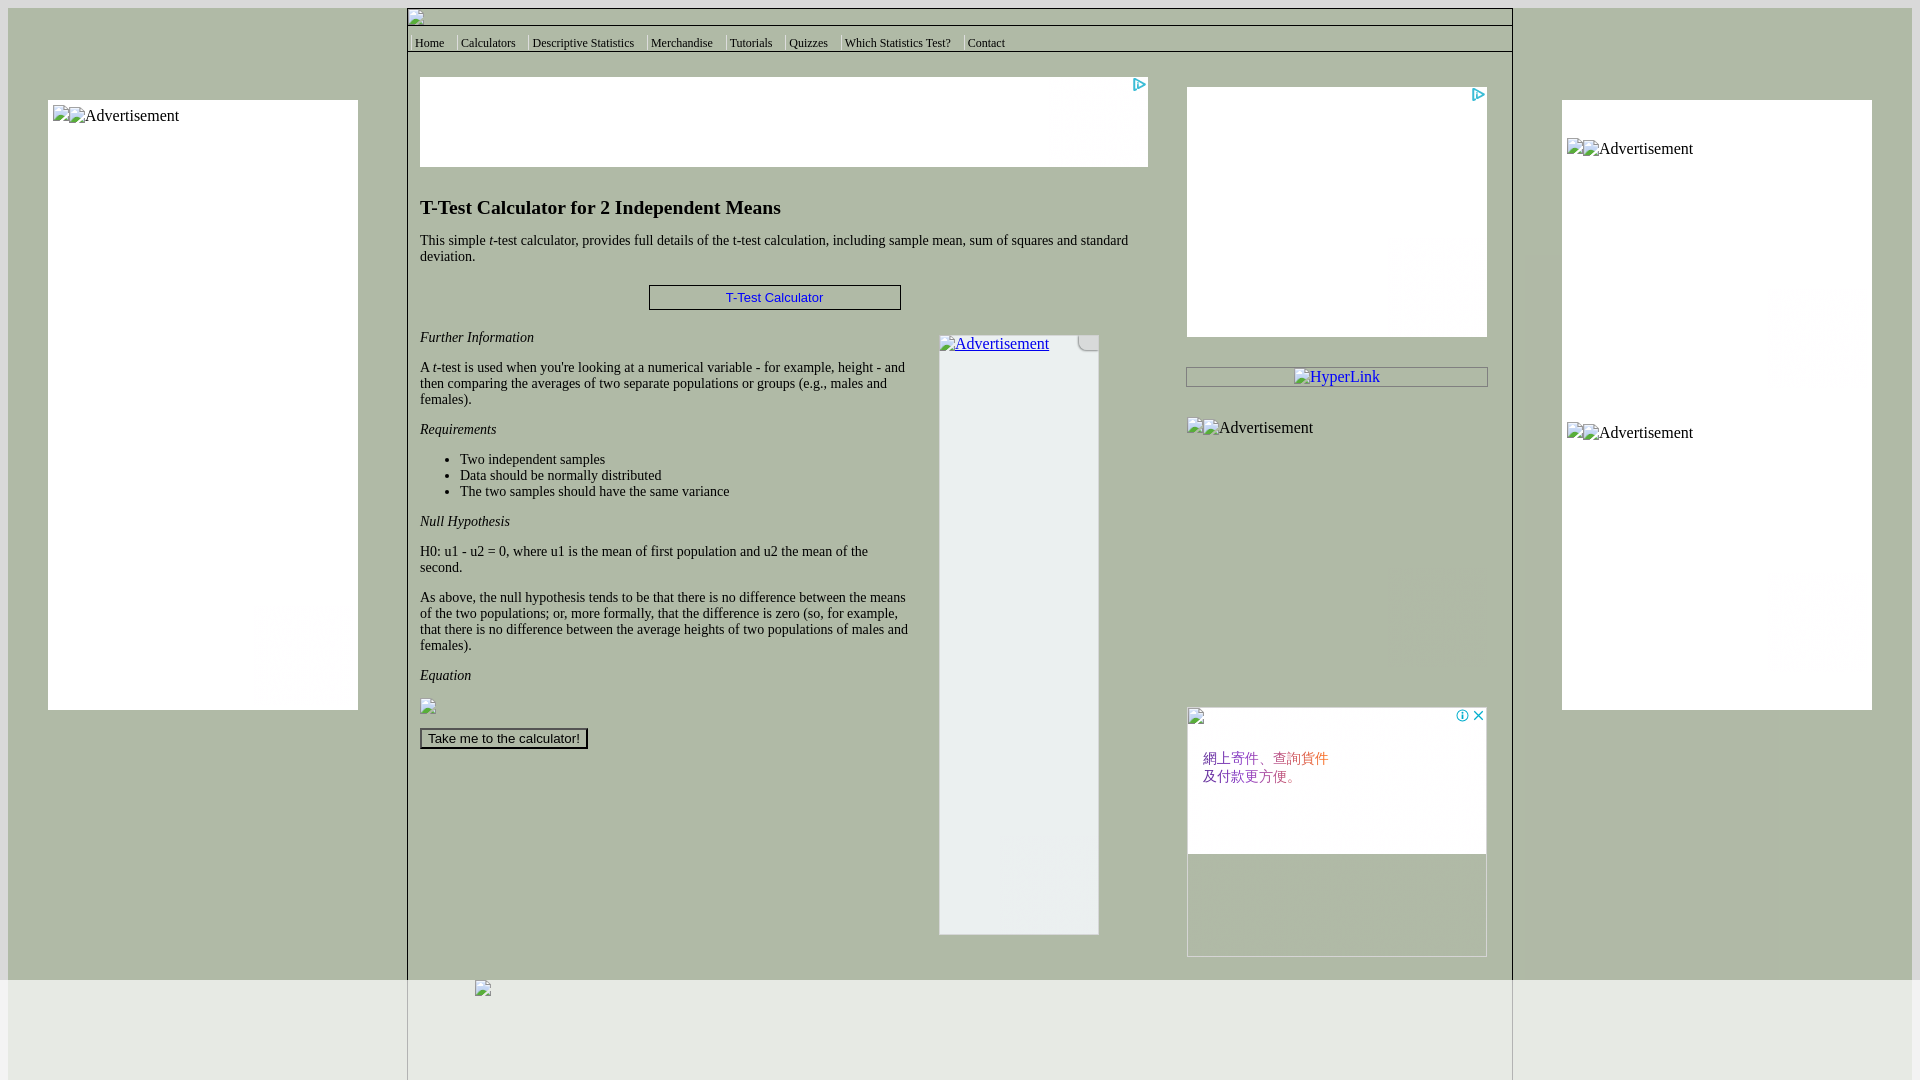 Home Calculators Descriptive Statistics Merchandise Tutorials Quizzes Which Statistics Test? Contact
Advertisement
T-Test Calculator for 2 Independent Means
This simple t-test calculator, provides full details of the t-test calculation, including sample mean, sum of squares and standard
deviation.
T-Test Calculator
Further Information
A t-test is used when you're looking at a numerical variable - for example, height - and
then comparing the averages of two separate populations or groups (e.g., males and
females).
Requirements
• Two independent samples
• Data should be normally distributed
• The two samples should have the same variance
Null Hypothesis
H0: u1 - u2 = 0, where u1 is the mean of first population and u2 the mean of the
second.
As above, the null hypothesis tends to be that there is no difference between the means
of the two populations; or, more formally, that the difference is zero (so, for example,
that there is no difference between the average heights of two populations of males and
females).
Equation
Take me to the calculator!
Advertisement
HyperLink
Advertisement
網上寄件、查詢貨件
及付款更方便。
Advertisement
Advertisement